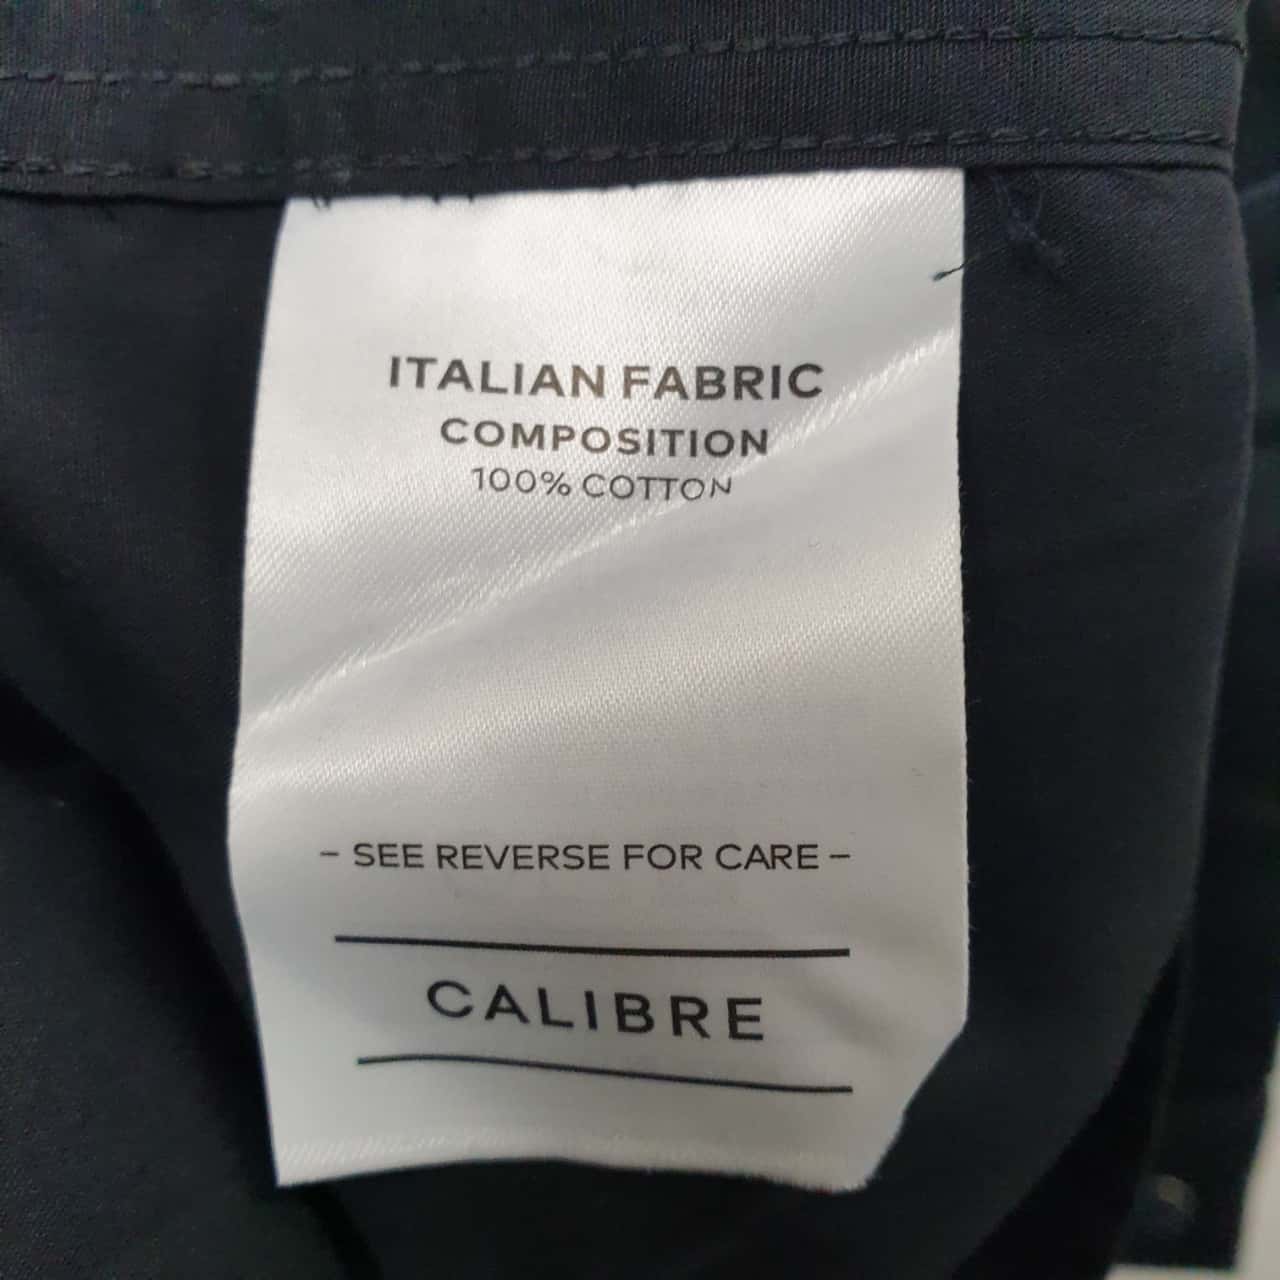 ITALIAN FABRIC
COMPOSITION
100% COTTON
- SEE REVERSE FOR CARE -
CALIBRE